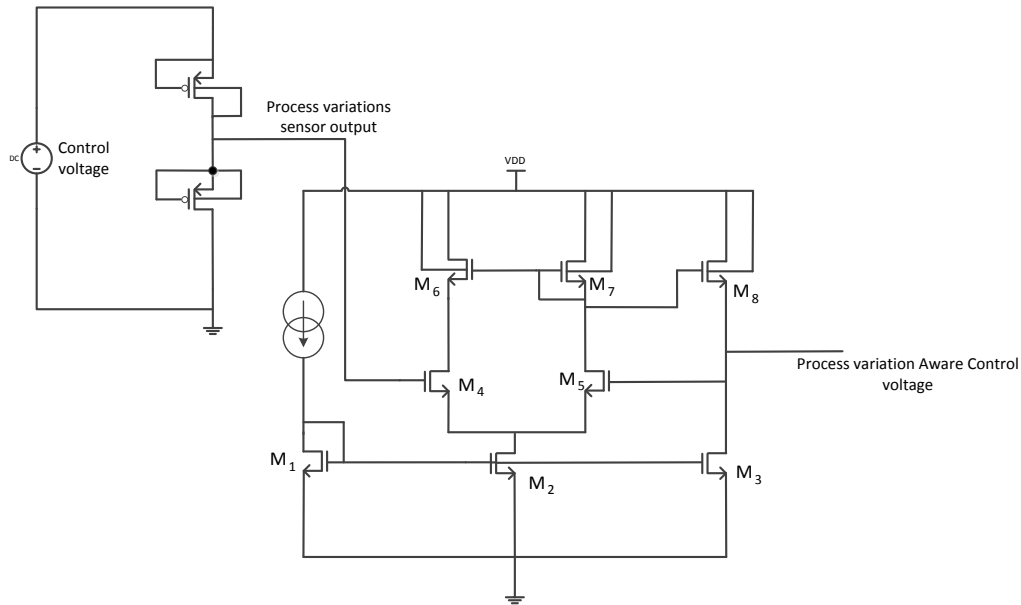 Process variations
sensor output
DC
Control
voltage
VDD
M6
M7
M8
M4
M5
Process variation Aware Control
voltage
M1
M2
M3